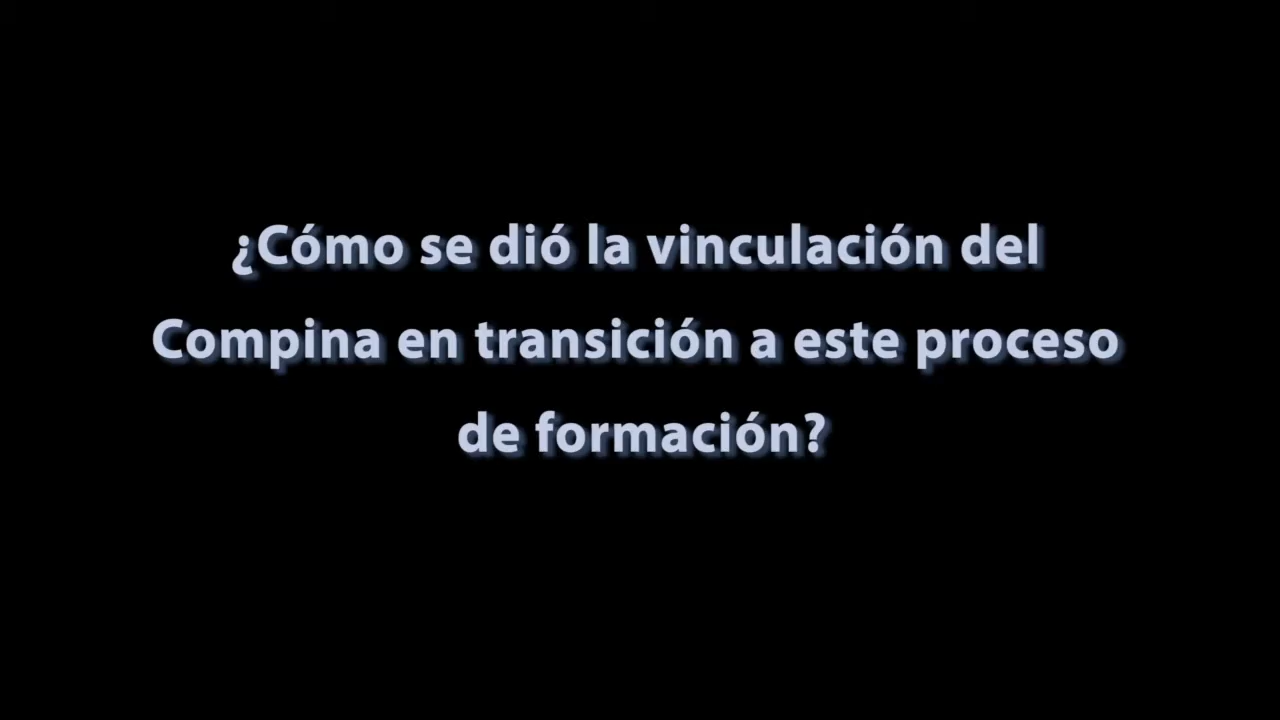 ¿Cómo se dió la vinculación del
Compina en transición a este proceso
de formación?